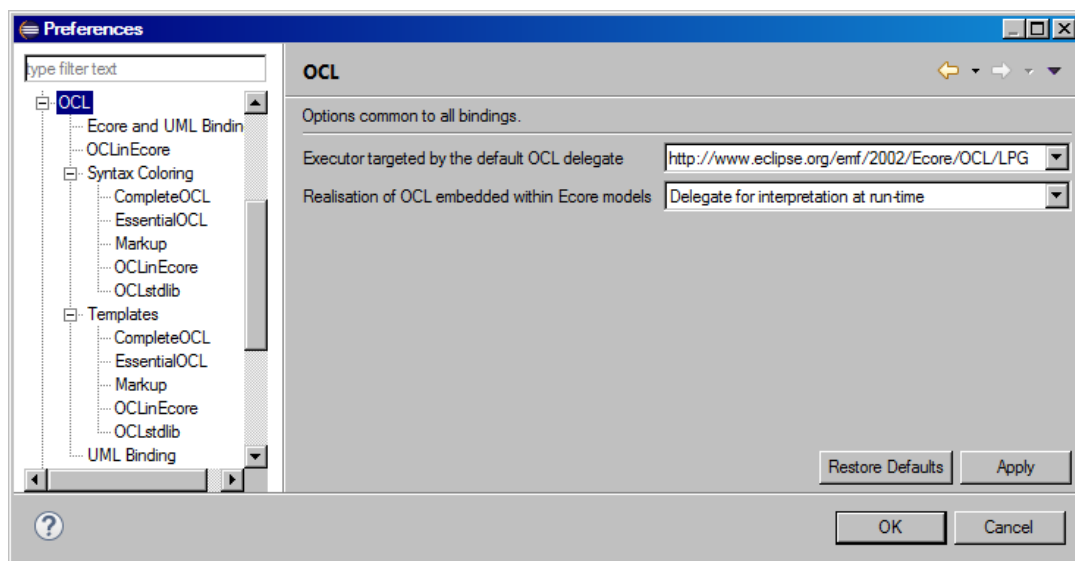 Preferences
type filter text
OCL
Ecore and UML Bindin
OCLinEcore
Syntax Coloring
CompleteOCL
EssentialOCL
Markup
OCLinEcore
OCLstdlib
Templates
CompleteOCL
EssentialOCL
Markup
OCLinEcore
OCLstdlib
UML Binding
OCL
Options common to all bindings.
Executor targeted by the default OCL delegate http://www.eclipse.org/emf/2002/Ecore/OCL/LPG
Realisation of OCL embedded within Ecore models Delegate for interpretation at run-time
Restore Defaults Apply
? OK Cancel